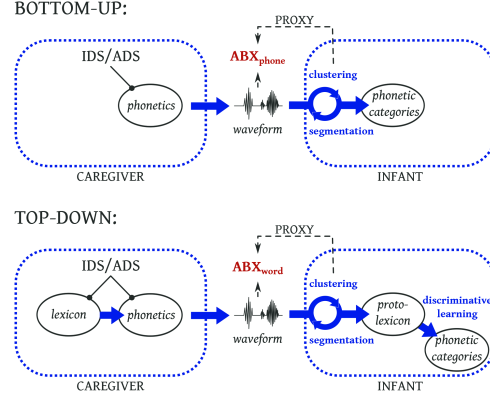 BOTTOM-UP:
PROXY
IDS/ADS
ABXphone
clustering
phonetics
phonetic
categories
waveform
segmentation
CAREGIVER
INFANT
TOP-DOWN:
PROXY
IDS/ADS
ABXword
clustering
discriminative
learning
lexicon
phonetics
proto-
lexicon
waveform
segmentation
phonetic
categories
CAREGIVER
INFANT